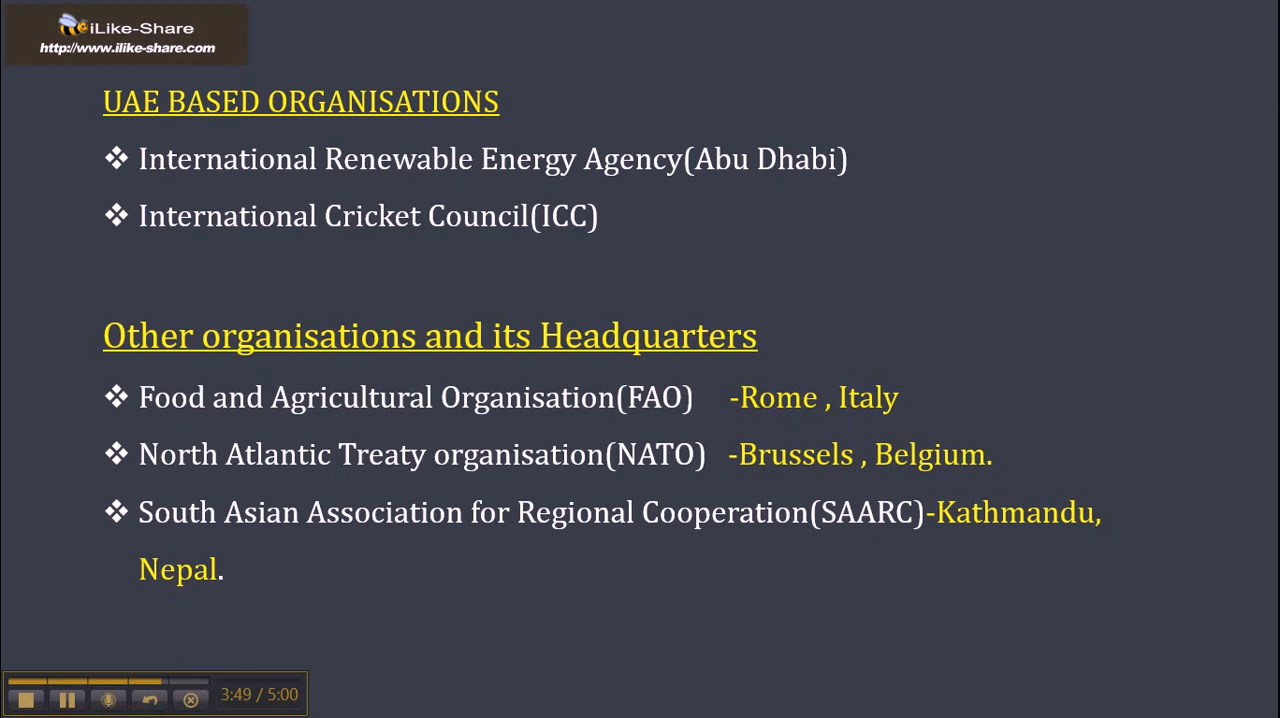 iLike-Share
http://www.ilike-share.com
UAE BASED ORGANISATIONS
❖ International Renewable Energy Agency(Abu Dhabi)
❖ International Cricket Council(ICC)
Other organisations and its Headquarters
❖ Food and Agricultural Organisation(FAO) -Rome , Italy
❖ North Atlantic Treaty organisation(NATO) -Brussels , Belgium.
❖ South Asian Association for Regional Cooperation(SAARC)-Kathmandu,
Nepal.
3:49 / 5:00